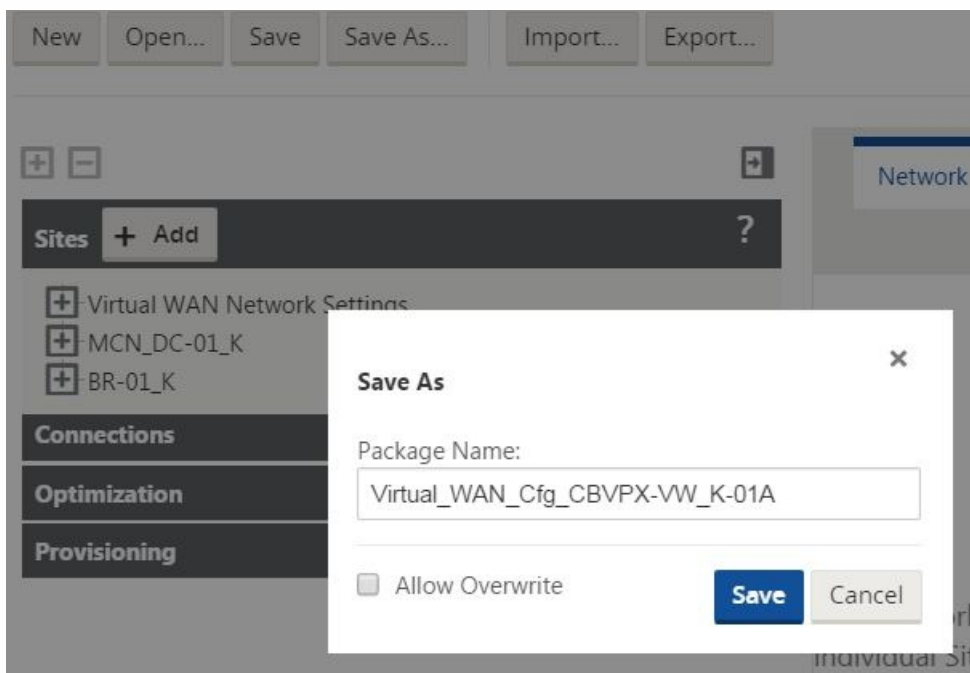 New Open... Save Save As... Import... Export...
Network
Sites + Add ?
Virtual WAN Network Settings
MCN_DC-01_K
BR-01_K
Connections
Optimization
Provisioning
Save As
Package Name:
Virtual_WAN_Cfg_CBVPX-VW_K-01A
Allow Overwrite Save Cancel
Individual